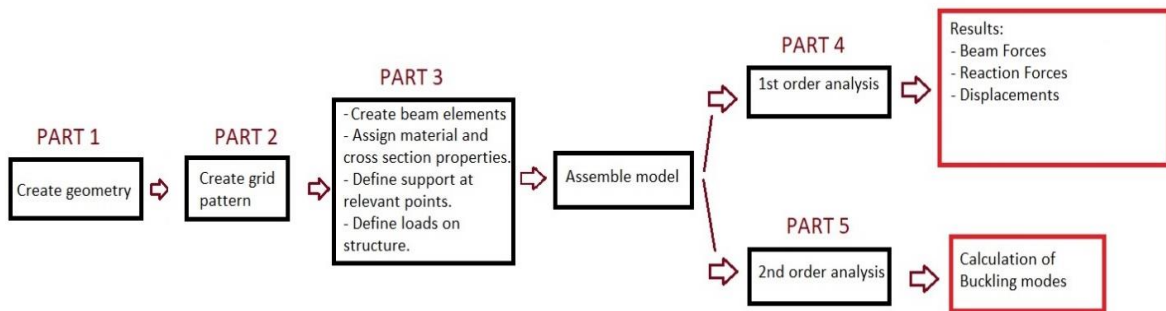 PART 1
Create geometry
PART 2
Create grid
pattern
PART 3
- Create beam elements
- Assign material and
cross section properties.
- Define support at
relevant points.
- Define loads on
structure.
Assemble model
PART 4
1st order analysis
Results:
- Beam Forces
- Reaction Forces
- Displacements
PART 5
2nd order analysis
Calculation of
Buckling modes